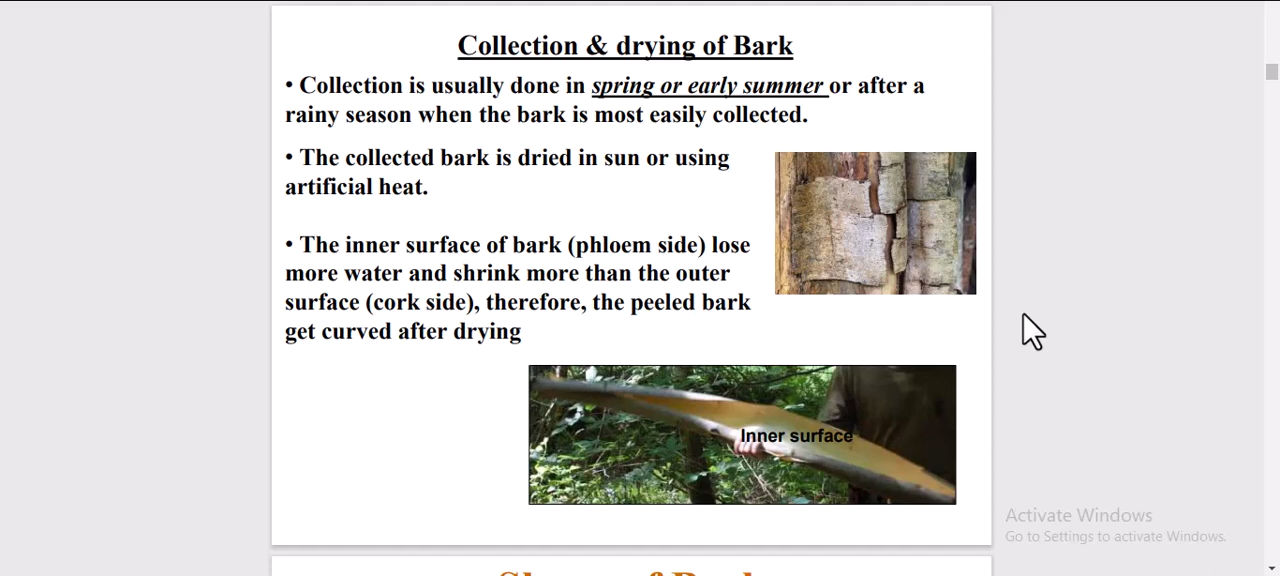 Collection & drying of Bark
• Collection is usually done in spring or early summer or after a
rainy season when the bark is most easily collected.
• The collected bark is dried in sun or using
artificial heat.
• The inner surface of bark (phloem side) lose
more water and shrink more than the outer
surface (cork side), therefore, the peeled bark
get curved after drying
Inner surface
Activate Windows
Go to Settings to activate Windows.